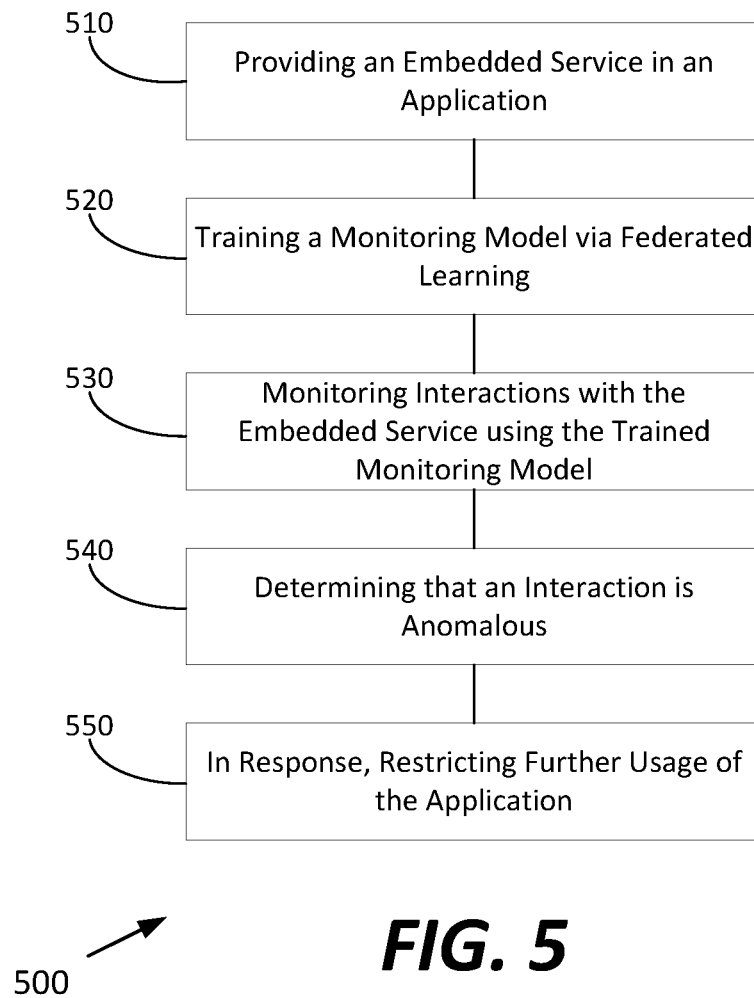 510
Providing an Embedded Service in an
Application
520
Training a Monitoring Model via Federated
Learning
530
Monitoring Interactions with the
Embedded Service using the Trained
Monitoring Model
540
Determining that an Interaction is
Anomalous
550
In Response, Restricting Further Usage of
the Application
500
FIG. 5